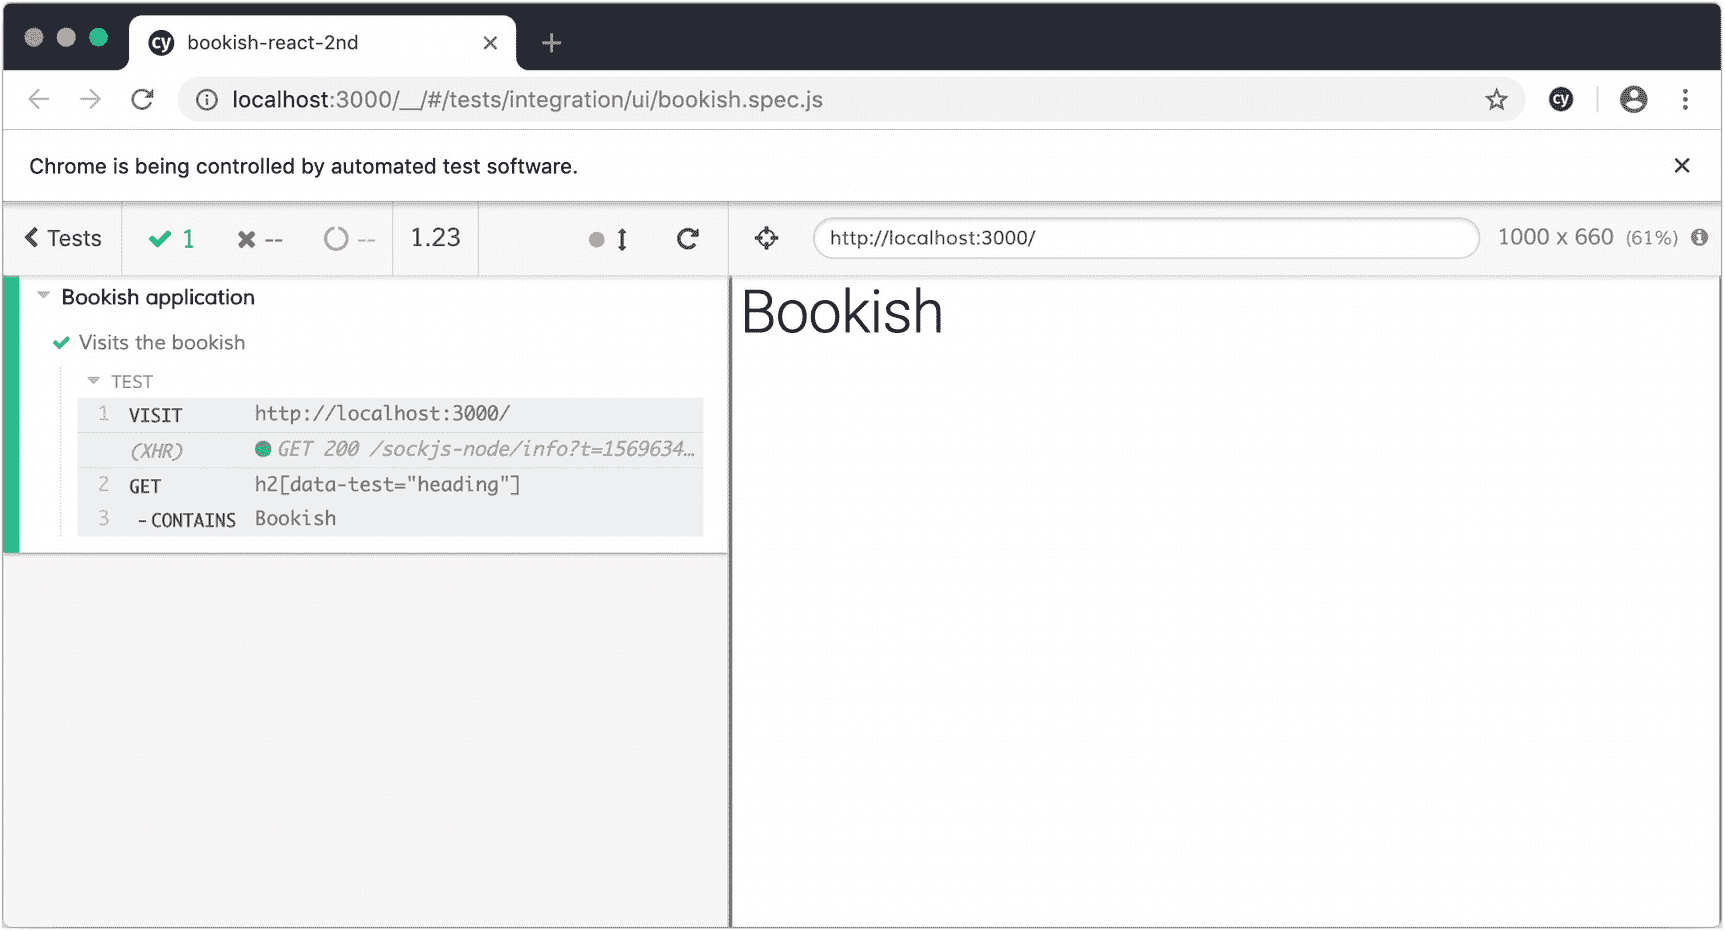 cy bookish-react-2nd
localhost:3000/__/#/tests/integration/ui/bookish.spec.js cy
Chrome is being controlled by automated test software.
Tests 1 -- -- 1.23 http://localhost:3000/ 1000 x 660 (61%)
Bookish application
Visits the bookish
TEST
1 VISIT http://localhost:3000/
(XHR) GET 200 /sockjs-node/info?t=1569634…
2 GET h2[data-test="heading"]
3 -CONTAINS Bookish
Bookish